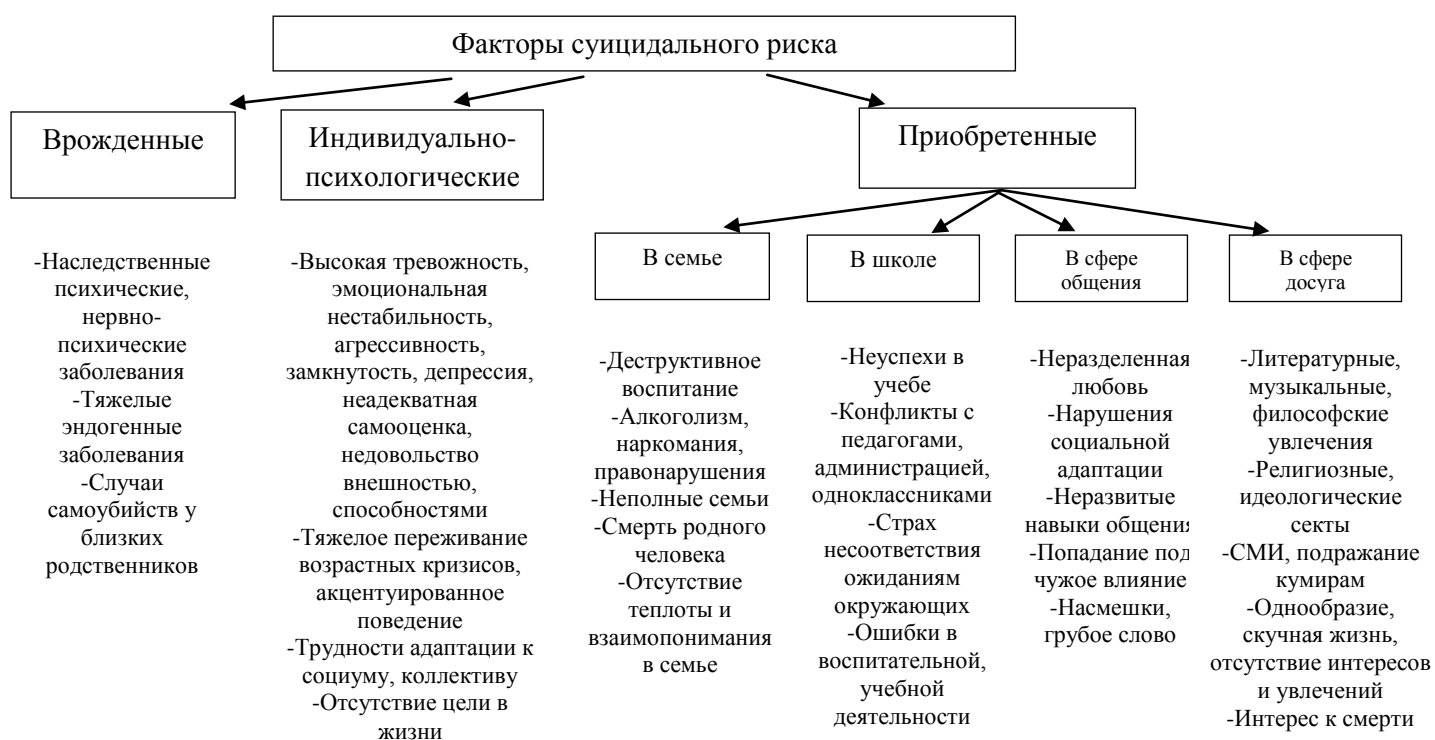 Факторы суицидального риска
Врожденные
Индивидуально-
психологические
Приобретенные
В семье
В школе
В сфере
общения
В сфере
досуга
-Наследственные
психические,
нервно-
психические
заболевания
-Тяжелые
эндогенные
заболевания
-Случаи
самоубийств у
близких
родственников
-Высокая тревожность,
эмоциональная
нестабильность,
агрессивность,
замкнутость, депрессия,
неадекватная
самооценка,
недовольство
внешностью,
способностями
-Тяжелое переживание
возрастных кризисов,
акцентуированное
поведение
-Трудности адаптации к
социуму, коллективу
-Отсутствие цели в
жизни
-Деструктивное
воспитание
-Алкоголизм,
наркомания,
правонарушения
-Неполные семьи
-Смерть родного
человека
-Отсутствие
теплоты и
взаимопонимания
в семье
-Неуспехи в
учебе
-Конфликты с
педагогами,
администрацией,
одноклассниками
-Страх
несоответствия
ожиданиям
окружающих
-Ошибки в
воспитательной,
учебной
деятельности
-Неразделенная
любовь
-Нарушения
социальной
адаптации
-Неразвитые
навыки общения
-Попадание под
чужое влияние
-Насмешки,
грубое слово
-Литературные,
музыкальные,
философские
увлечения
-Религиозные,
идеологические
секты
-СМИ, подражание
кумирам
-Однообразие,
скучная жизнь,
отсутствие интересов
и увлечений
-Интерес к смерти